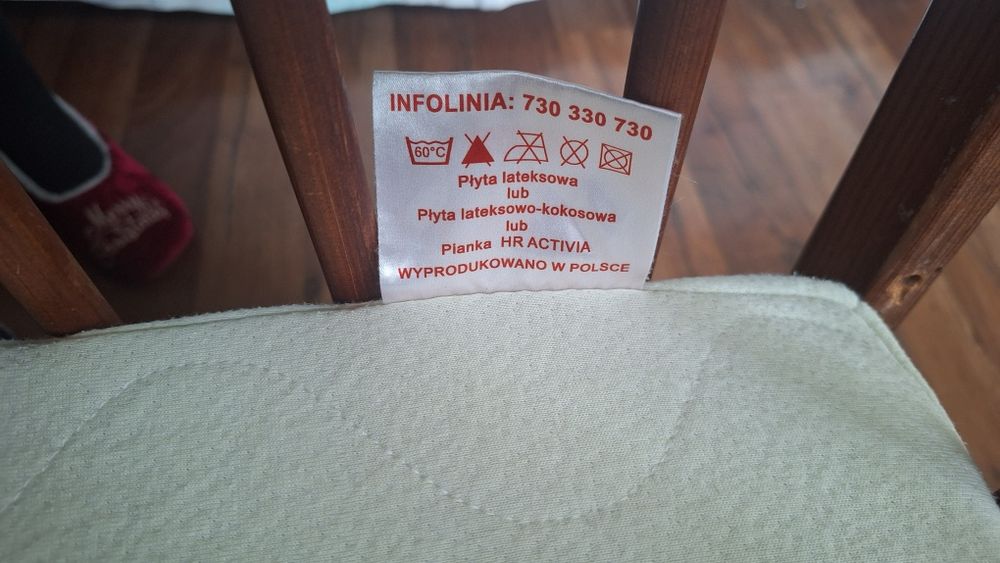 INFOLINIA: 730 330 730
60°C
Płyta lateksowa
lub
Płyta lateksowo-kokosowa
lub
Pianka HR ACTIVIA
WYPRODUKOWANO W POLSCE